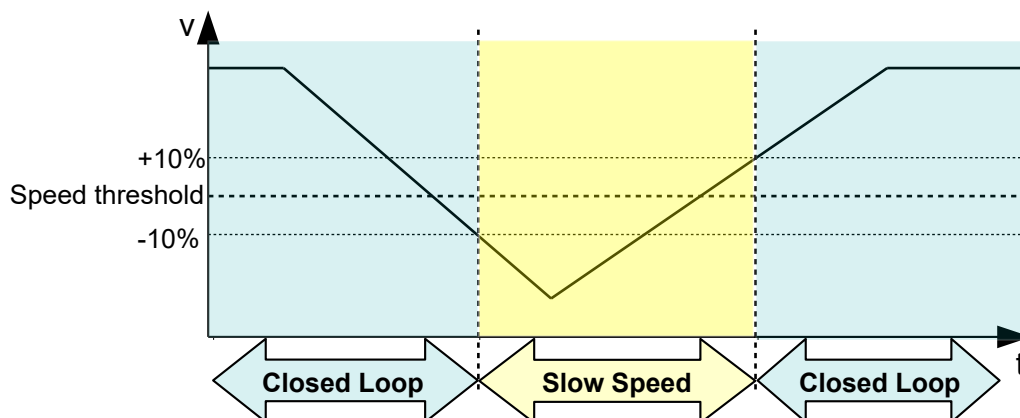 v
+10%
Speed threshold
-10%
t
Closed Loop
Slow Speed
Closed Loop